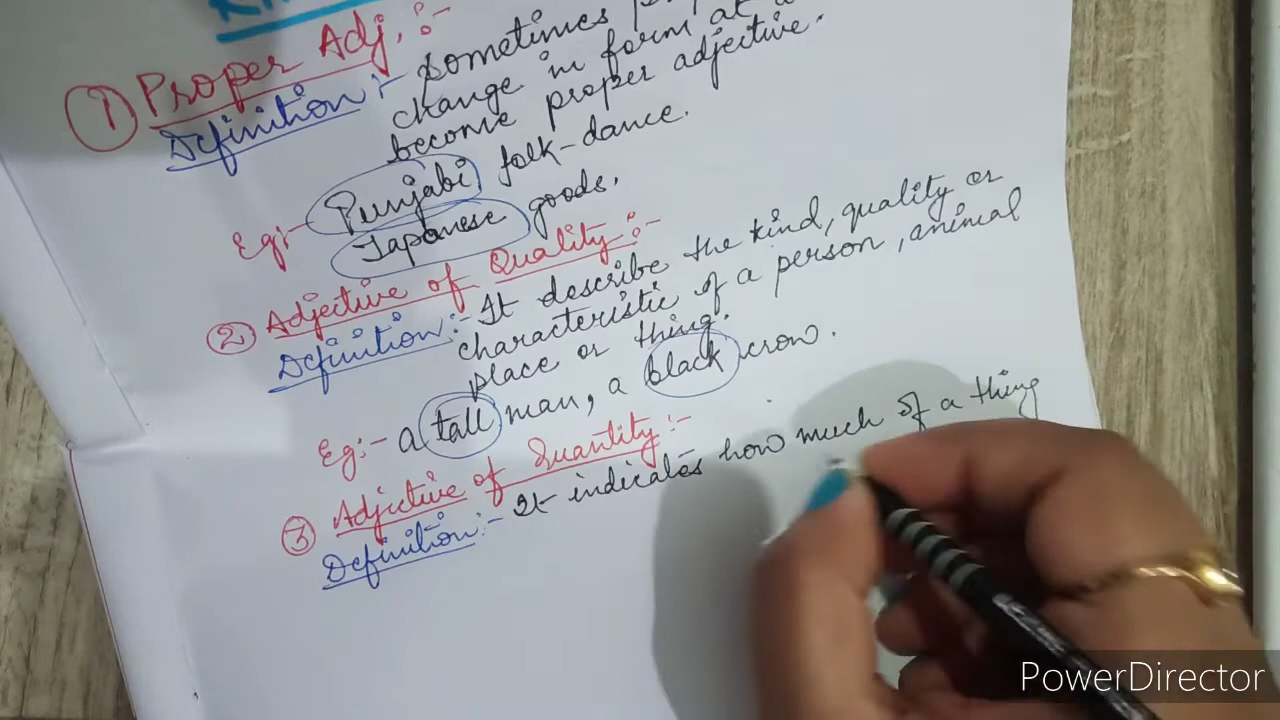 ① Proper Adj. :-
Definition :- sometimes
change in form at
become proper adjective.
Eg:- Punjabi folk-dance.
Japanese goods.
② Adjective of Quality :-
Definition :- It describe the kind, quality or
characteristic of a person, animal
place or thing.
Eg:- a tall man, a black crow.
③ Adjective of Quantity :-
Definition :- It indicates how much of a thing
PowerDirector